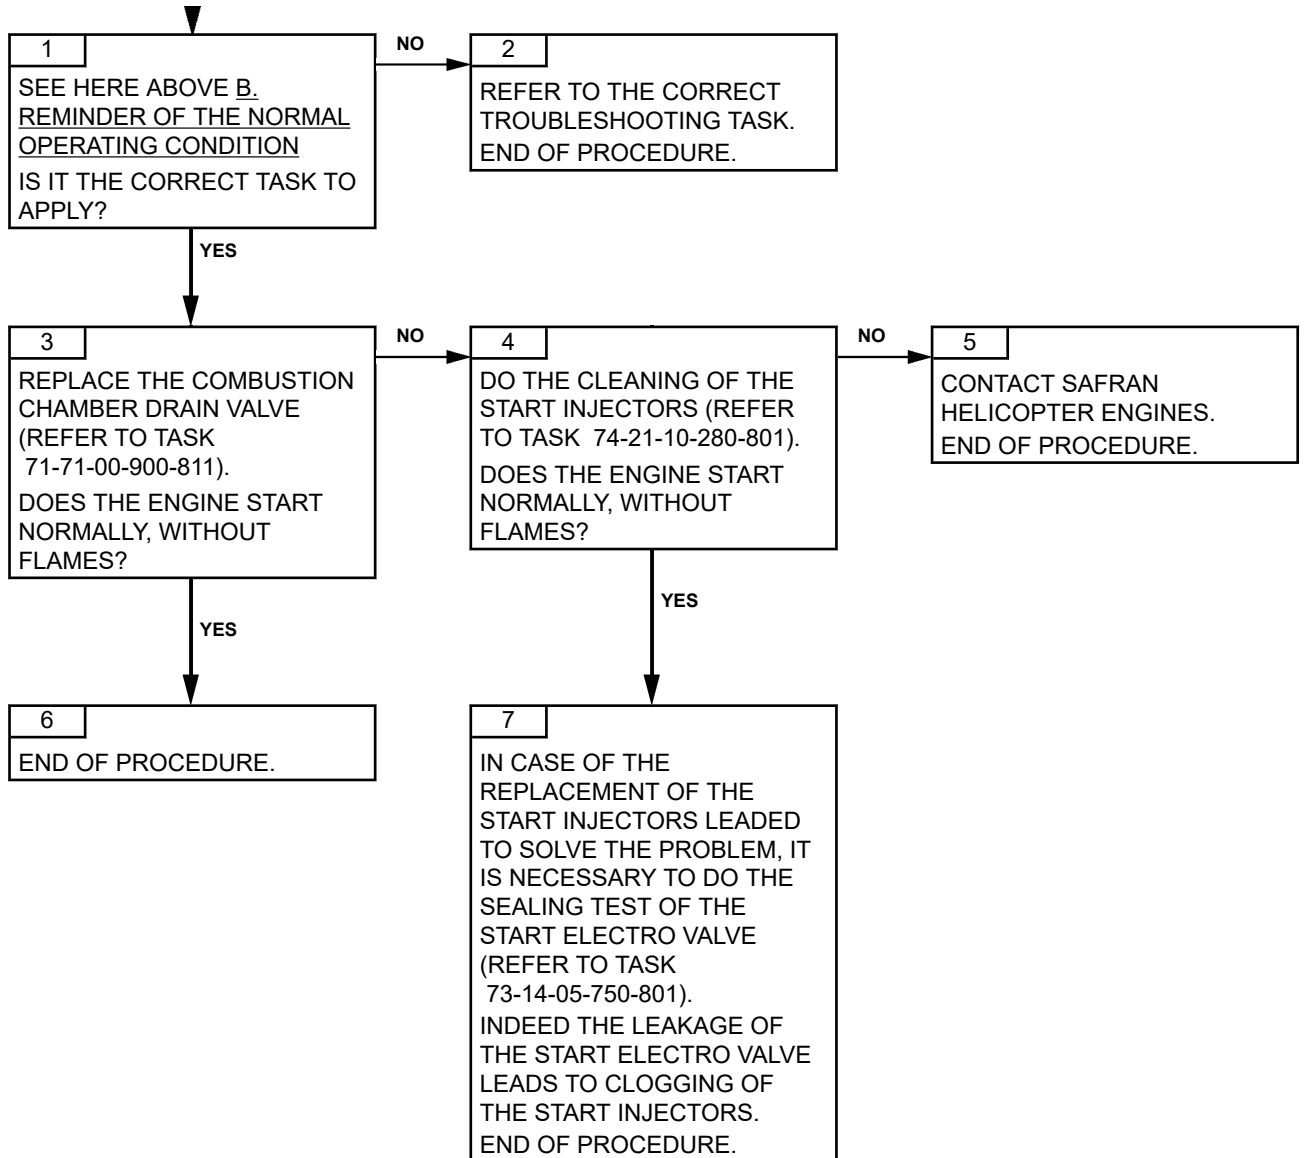 1
SEE HERE ABOVE B.
REMINDER OF THE NORMAL
OPERATING CONDITION
IS IT THE CORRECT TASK TO
APPLY?
NO
2
REFER TO THE CORRECT
TROUBLESHOOTING TASK.
END OF PROCEDURE.
YES
3
REPLACE THE COMBUSTION
CHAMBER DRAIN VALVE
(REFER TO TASK
71-71-00-900-811).
DOES THE ENGINE START
NORMALLY, WITHOUT
FLAMES?
NO
4
DO THE CLEANING OF THE
START INJECTORS (REFER
TO TASK 74-21-10-280-801).
DOES THE ENGINE START
NORMALLY, WITHOUT
FLAMES?
NO
5
CONTACT SAFRAN
HELICOPTER ENGINES.
END OF PROCEDURE.
YES
YES
6
END OF PROCEDURE.
7
IN CASE OF THE
REPLACEMENT OF THE
START INJECTORS LEADED
TO SOLVE THE PROBLEM, IT
IS NECESSARY TO DO THE
SEALING TEST OF THE
START ELECTRO VALVE
(REFER TO TASK
73-14-05-750-801).
INDEED THE LEAKAGE OF
THE START ELECTRO VALVE
LEADS TO CLOGGING OF
THE START INJECTORS.
END OF PROCEDURE.